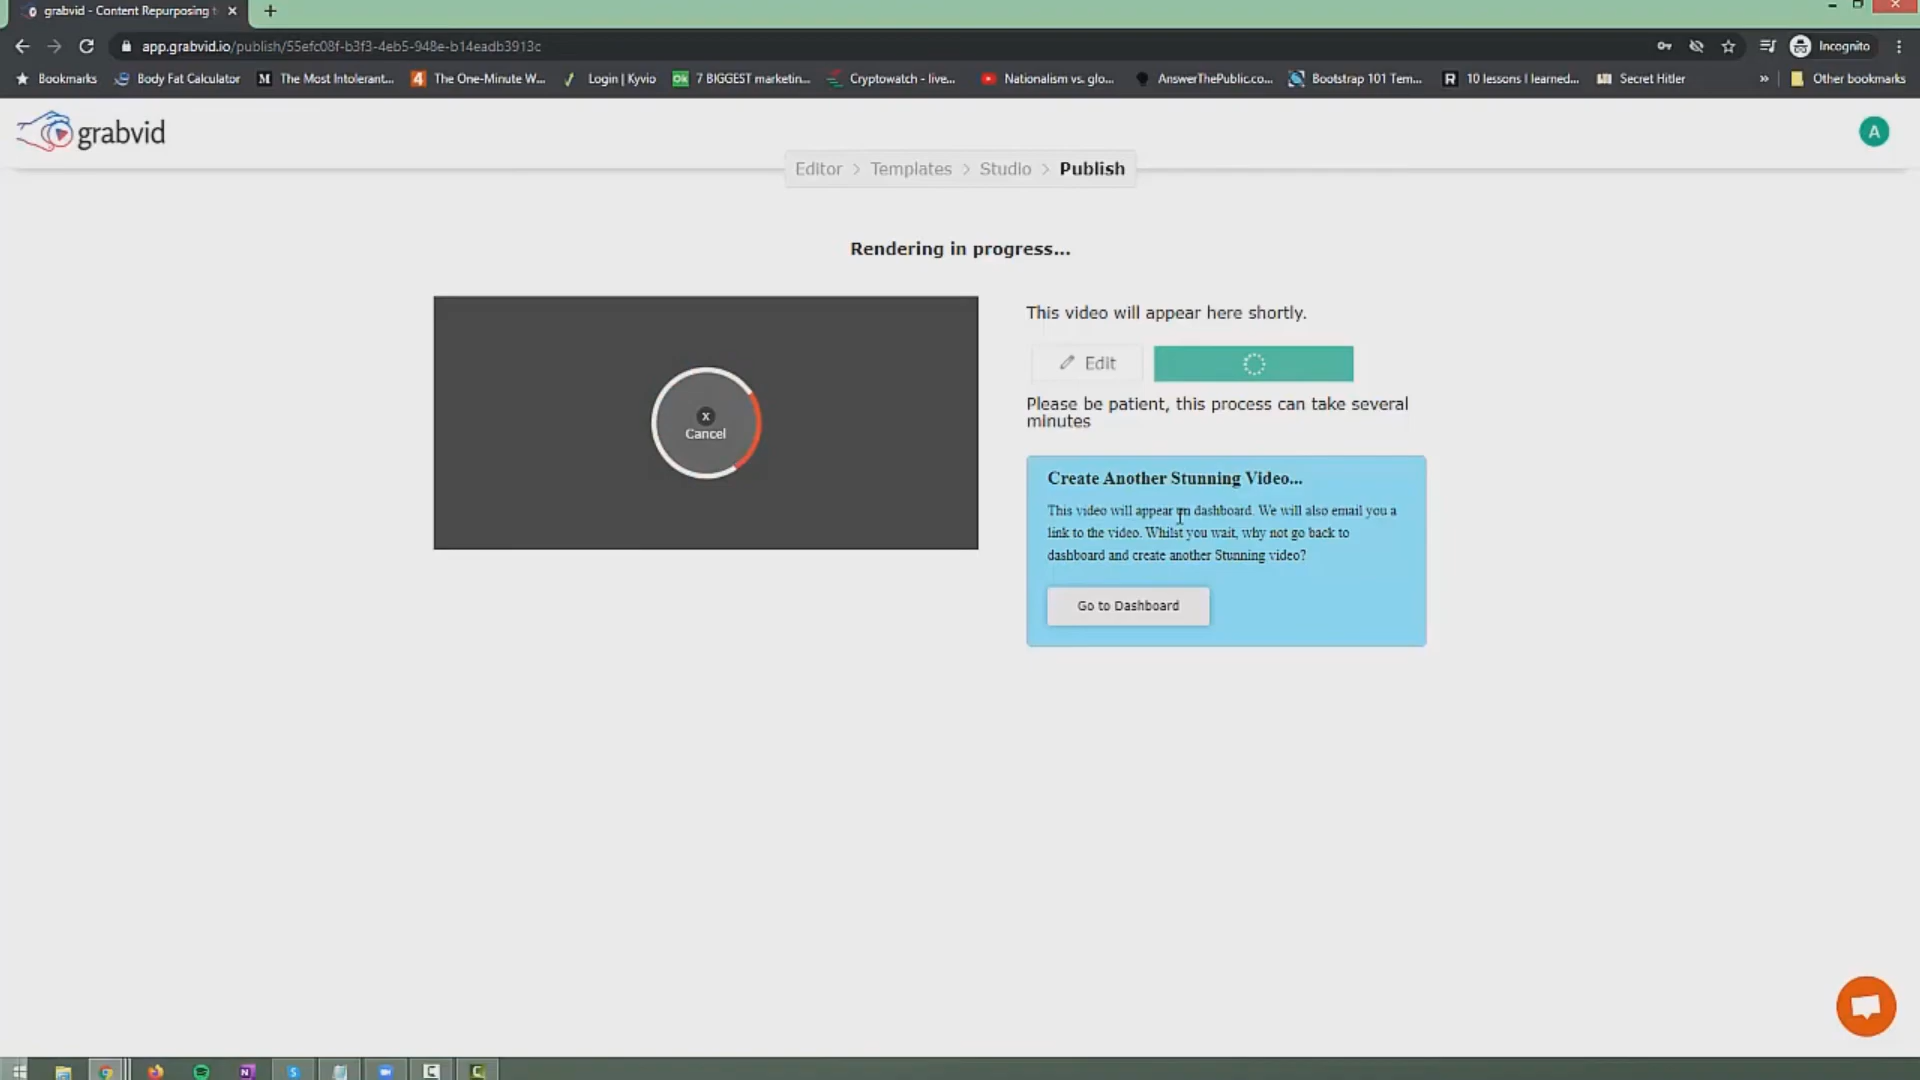 grabvid - Content Repurposing t
app.grabvid.io/publish/55efc08f-b3f3-4eb5-948e-b14eadb3913c
Incognito
Bookmarks
Body Fat Calculator
M The Most Intolerant...
4 The One-Minute W...
Login | Kyvio
Ok 7 BIGGEST marketin...
Cryptowatch - live...
Nationalism vs. glo...
AnswerThePublic.co...
Bootstrap 101 Tem...
R 10 lessons I learned...
Secret Hitler
»
Other bookmarks
grabvid
A
Editor > Templates > Studio > Publish
Rendering in progress...
x
Cancel
This video will appear here shortly.
Edit
Please be patient, this process can take several
minutes
Create Another Stunning Video...
This video will appear on dashboard. We will also email you a
link to the video. Whilst you wait, why not go back to
dashboard and create another Stunning video?
Go to Dashboard